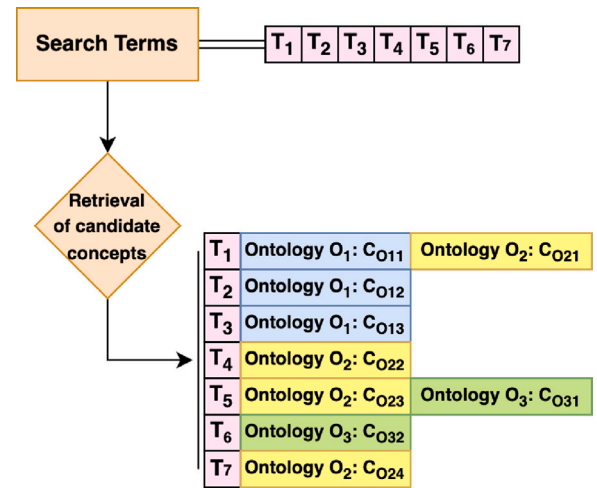 Search Terms
T1 T2 T3 T4 T5 T6 T7
Retrieval
of candidate
concepts
T1 Ontology O1: CO11 Ontology O2: CO21
T2 Ontology O1: CO12
T3 Ontology O1: CO13
T4 Ontology O2: CO22
T5 Ontology O2: CO23 Ontology O3: CO31
T6 Ontology O3: CO32
T7 Ontology O2: CO24